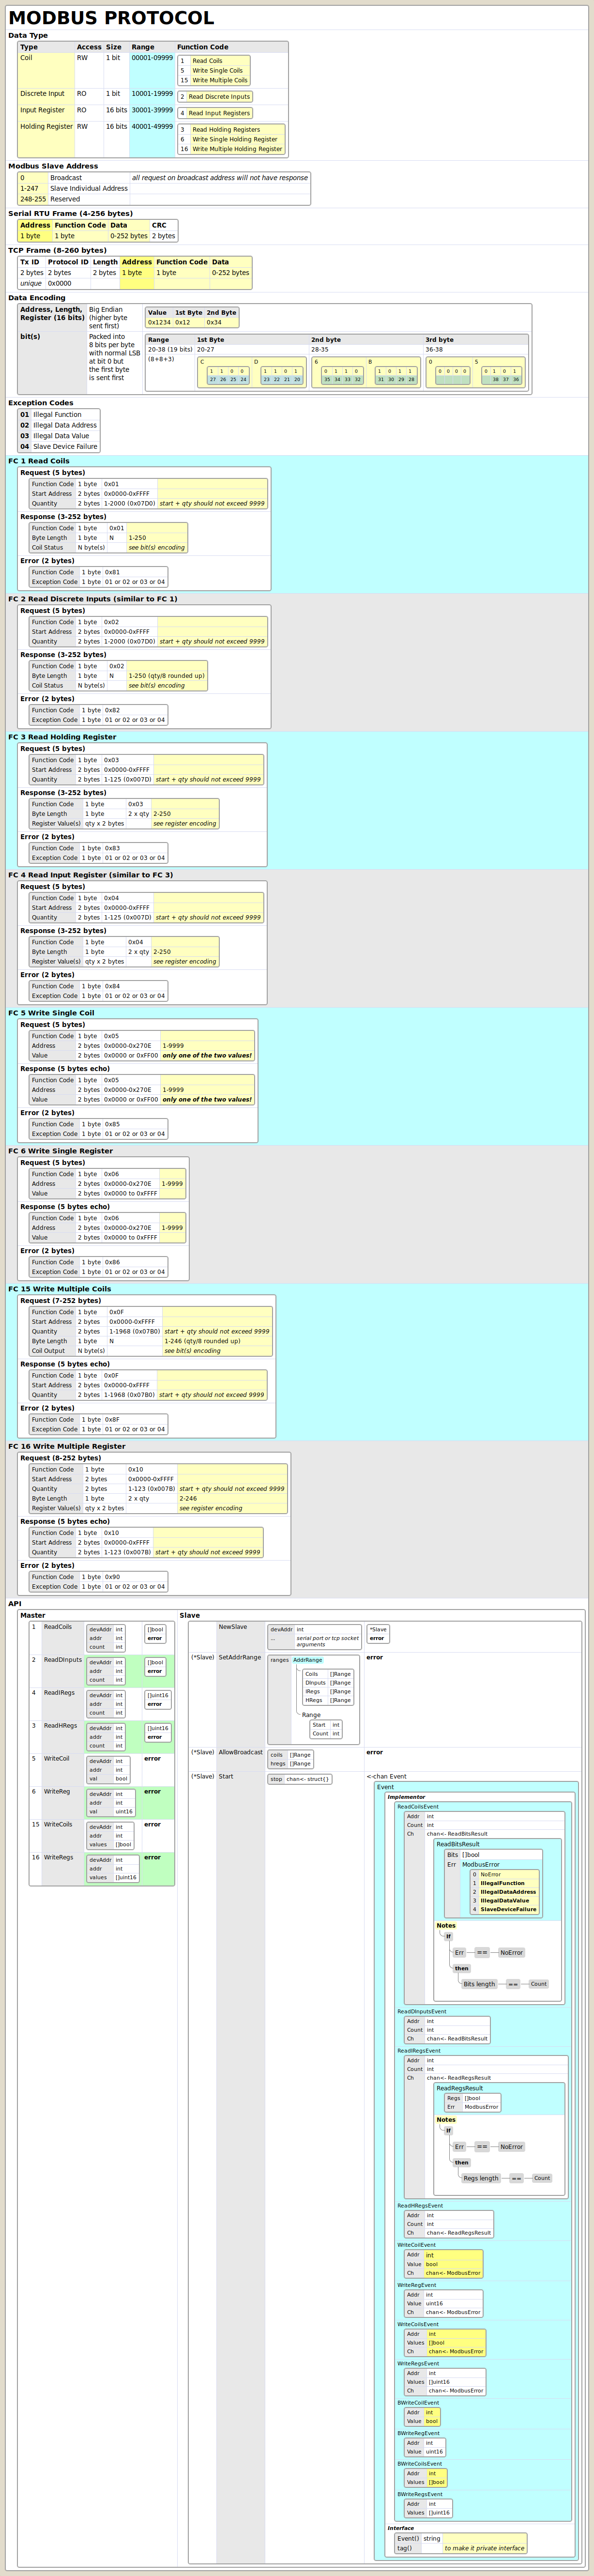 MODBUS PROTOCOL
Data Type
Type Access Size Range Function Code
Coil RW 1 bit 00001-09999 1 Read Coils
5 Write Single Coils
15 Write Multiple Coils
Discrete Input RO 1 bit 10001-19999 2 Read Discrete Inputs
Input Register RO 16 bits 30001-39999 4 Read Input Registers
Holding Register RW 16 bits 40001-49999 3 Read Holding Registers
6 Write Single Holding Register
16 Write Multiple Holding Register
Modbus Slave Address
0 Broadcast all request on broadcast address will not have response
1-247 Slave Individual Address
248-255 Reserved
Serial RTU Frame (4-256 bytes)
Address Function Code Data CRC
1 byte 1 byte 0-252 bytes 2 bytes
TCP Frame (8-260 bytes)
Tx ID Protocol ID Length Address Function Code Data
2 bytes 2 bytes 2 bytes 1 byte 1 byte 0-252 bytes
unique 0x0000
Data Encoding
Address, Length, Register (16 bits) Big Endian (higher byte sent first)
Value 1st Byte 2nd Byte
0x1234 0x12 0x34
bit(s) Packed into 8 bits per byte with normal LSB at bit 0 but the first byte is sent first
Range 1st Byte 2nd byte 3rd byte
20-38 (19 bits) 20-27 28-35 36-38
(8+8+3)
C D 6 B 0 5
1 1 0 0 1 1 0 1 0 1 1 0 1 0 1 1 0 0 0 0 0 1 0 1
27 26 25 24 23 22 21 20 35 34 33 32 31 30 29 28 38 37 36
Exception Codes
01 Illegal Function
02 Illegal Data Address
03 Illegal Data Value
04 Slave Device Failure
FC 1 Read Coils
Request (5 bytes)
Function Code 1 byte 0x01
Start Address 2 bytes 0x0000-0xFFFF
Quantity 2 bytes 1-2000 (0x07D0) start + qty should not exceed 9999
Response (3-252 bytes)
Function Code 1 byte 0x01
Byte Length 1 byte N 1-250
Coil Status N byte(s) see bit(s) encoding
Error (2 bytes)
Function Code 1 byte 0x81
Exception Code 1 byte 01 or 02 or 03 or 04
FC 2 Read Discrete Inputs (similar to FC 1)
Request (5 bytes)
Function Code 1 byte 0x02
Start Address 2 bytes 0x0000-0xFFFF
Quantity 2 bytes 1-2000 (0x07D0) start + qty should not exceed 9999
Response (3-252 bytes)
Function Code 1 byte 0x02
Byte Length 1 byte N 1-250 (qty/8 rounded up)
Coil Status N byte(s) see bit(s) encoding
Error (2 bytes)
Function Code 1 byte 0x82
Exception Code 1 byte 01 or 02 or 03 or 04
FC 3 Read Holding Register
Request (5 bytes)
Function Code 1 byte 0x03
Start Address 2 bytes 0x0000-0xFFFF
Quantity 2 bytes 1-125 (0x007D) start + qty should not exceed 9999
Response (3-252 bytes)
Function Code 1 byte 0x03
Byte Length 1 byte 2 x qty 2-250
Register Value(s) qty x 2 bytes see register encoding
Error (2 bytes)
Function Code 1 byte 0x83
Exception Code 1 byte 01 or 02 or 03 or 04
FC 4 Read Input Register (similar to FC 3)
Request (5 bytes)
Function Code 1 byte 0x04
Start Address 2 bytes 0x0000-0xFFFF
Quantity 2 bytes 1-125 (0x007D) start + qty should not exceed 9999
Response (3-252 bytes)
Function Code 1 byte 0x04
Byte Length 1 byte 2 x qty 2-250
Register Value(s) qty x 2 bytes see register encoding
Error (2 bytes)
Function Code 1 byte 0x84
Exception Code 1 byte 01 or 02 or 03 or 04
FC 5 Write Single Coil
Request (5 bytes)
Function Code 1 byte 0x05
Address 2 bytes 0x0000-0x270E 1-9999
Value 2 bytes 0x0000 or 0xFF00 only one of the two values!
Response (5 bytes echo)
Function Code 1 byte 0x05
Address 2 bytes 0x0000-0x270E 1-9999
Value 2 bytes 0x0000 or 0xFF00 only one of the two values!
Error (2 bytes)
Function Code 1 byte 0x85
Exception Code 1 byte 01 or 02 or 03 or 04
FC 6 Write Single Register
Request (5 bytes)
Function Code 1 byte 0x06
Address 2 bytes 0x0000-0x270E 1-9999
Value 2 bytes 0x0000 to 0xFFFF
Response (5 bytes echo)
Function Code 1 byte 0x06
Address 2 bytes 0x0000-0x270E 1-9999
Value 2 bytes 0x0000 to 0xFFFF
Error (2 bytes)
Function Code 1 byte 0x86
Exception Code 1 byte 01 or 02 or 03 or 04
FC 15 Write Multiple Coils
Request (7-252 bytes)
Function Code 1 byte 0x0F
Start Address 2 bytes 0x0000-0xFFFF
Quantity 2 bytes 1-1968 (0x07B0) start + qty should not exceed 9999
Byte Length 1 byte N 1-246 (qty/8 rounded up)
Coil Output N byte(s) see bit(s) encoding
Response (5 bytes echo)
Function Code 1 byte 0x0F
Start Address 2 bytes 0x0000-0xFFFF
Quantity 2 bytes 1-1968 (0x07B0) start + qty should not exceed 9999
Error (2 bytes)
Function Code 1 byte 0x8F
Exception Code 1 byte 01 or 02 or 03 or 04
FC 16 Write Multiple Register
Request (8-252 bytes)
Function Code 1 byte 0x10
Start Address 2 bytes 0x0000-0xFFFF
Quantity 2 bytes 1-123 (0x007B) start + qty should not exceed 9999
Byte Length 1 byte 2 x qty 2-246
Register Value(s) qty x 2 bytes see register encoding
Response (5 bytes echo)
Function Code 1 byte 0x10
Start Address 2 bytes 0x0000-0xFFFF
Quantity 2 bytes 1-123 (0x007B) start + qty should not exceed 9999
Error (2 bytes)
Function Code 1 byte 0x90
Exception Code 1 byte 01 or 02 or 03 or 04
API
Master
1 ReadCoils devAddr int []bool
addr int error
count int
2 ReadDInputs devAddr int []bool
addr int error
count int
4 ReadIRegs devAddr int []uint16
addr int error
count int
3 ReadHRegs devAddr int []uint16
addr int error
count int
5 WriteCoil devAddr int error
addr int
val bool
6 WriteReg devAddr int error
addr int
val uint16
15 WriteCoils devAddr int error
addr int
values []bool
16 WriteRegs devAddr int error
addr int
values []uint16
Slave
NewSlave devAddr int *Slave
... serial port or tcp socket arguments error
(*Slave) SetAddrRange ranges AddrRange error
Coils []Range
DInputs []Range
IRegs []Range
HRegs []Range
Range
Start int
Count int
(*Slave) AllowBroadcast coils []Range error
hregs []Range
(*Slave) Start stop chan<- struct{} <-chan Event
Event
Implementor
ReadCoilsEvent
Addr int
Count int
Ch chan<- ReadBitsResult
ReadBitsResult
Bits []bool
Err ModbusError
0 NoError
1 IllegalFunction
2 IllegalDataAddress
3 IllegalDataValue
4 SlaveDeviceFailure
Notes
If
Err == NoError
then
Bits length == Count
ReadDInputsEvent
Addr int
Count int
Ch chan<- ReadBitsResult
ReadIRegsEvent
Addr int
Count int
Ch chan<- ReadRegsResult
ReadRegsResult
Regs []bool
Err ModbusError
Notes
If
Err == NoError
then
Regs length == Count
ReadHRegsEvent
Addr int
Count int
Ch chan<- ReadRegsResult
WriteCoilEvent
Addr int
Value bool
Ch chan<- ModbusError
WriteRegEvent
Addr int
Value uint16
Ch chan<- ModbusError
WriteCoilsEvent
Addr int
Values []bool
Ch chan<- ModbusError
WriteRegsEvent
Addr int
Values []uint16
Ch chan<- ModbusError
BWriteCoilEvent
Addr int
Value bool
BWriteRegEvent
Addr int
Value uint16
BWriteCoilsEvent
Addr int
Values []bool
BWriteRegsEvent
Addr int
Values []uint16
Interface
Event() string
tag() to make it private interface